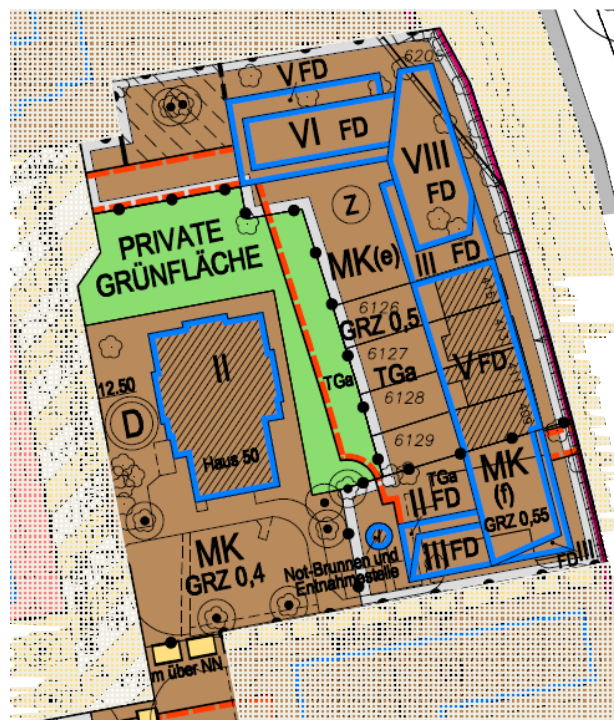 V FD
6205
VI FD
VIII
FD
Z
PRIVATE
GRÜNFLÄCHE
MK(e)
III FD
6126
GRZ 0,5
6127
TGa
TGa
6128
6129
V FD
II
12.50
D
Haus 50
TGa
II FD
MK
(f)
GRZ 0,55
MK
GRZ 0,4
Not-Brunnen und
Entnahmestelle
III FD
FD III
m über NN